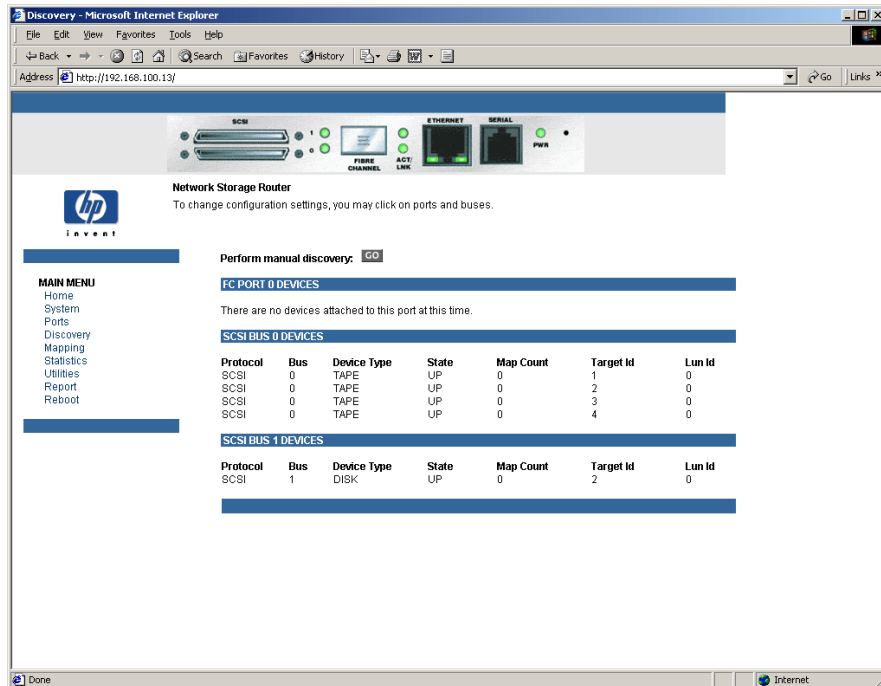 Discovery - Microsoft Internet Explorer
File Edit View Favorites Tools Help
Back Search Favorites History
Address http://192.168.100.13/ Go Links »
SCSI ETHERNET SERIAL
1
0
FIBRE CHANNEL ACT/LNK PWR
hp
invent
Network Storage Router
To change configuration settings, you may click on ports and buses.
Perform manual discovery: GO
MAIN MENU
Home
System
Ports
Discovery
Mapping
Statistics
Utilities
Report
Reboot
FC PORT 0 DEVICES
There are no devices attached to this port at this time.
SCSI BUS 0 DEVICES
Protocol Bus Device Type State Map Count Target Id Lun Id
SCSI 0 TAPE UP 0 1 0
SCSI 0 TAPE UP 0 2 0
SCSI 0 TAPE UP 0 3 0
SCSI 0 TAPE UP 0 4 0
SCSI BUS 1 DEVICES
Protocol Bus Device Type State Map Count Target Id Lun Id
SCSI 1 DISK UP 0 2 0
Done Internet